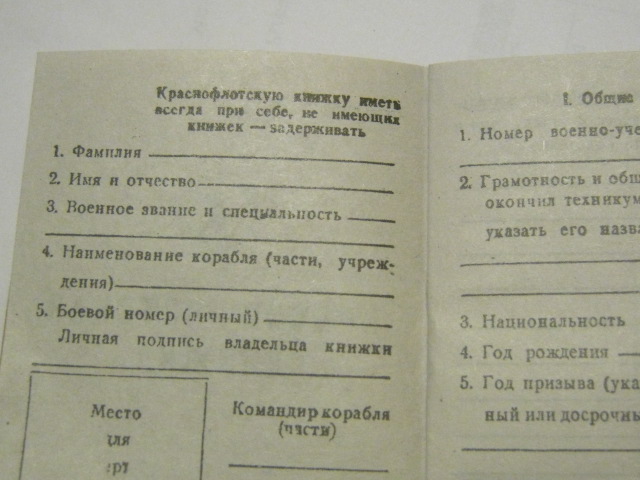 Краснофлотскую книжку иметь
всегда при себе, не имеющих
книжек — задерживать
1. Фамилия
2. Имя и отчество
3. Военное звание и специальность
4. Наименование корабля (части, учреж-
дения)
5. Боевой номер (личный)
Личная подпись владельца книжки
Место
для
Командир корабля
(части)
I. Общие
1. Номер военно-уче
2. Грамотность и общ
окончил техникум
указать его назва
3. Национальность
4. Год рождения
5. Год призыва (ука
ный или досрочны